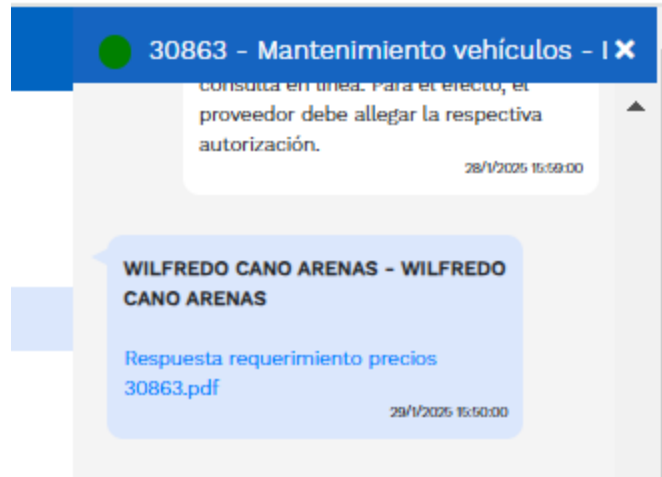 30863 - Mantenimiento vehículos - I
consulta en línea. Para el efecto, el
proveedor debe allegar la respectiva
autorización.
28/1/2025 15:59:00
WILFREDO CANO ARENAS - WILFREDO
CANO ARENAS
Respuesta requerimiento precios
30863.pdf
29/1/2025 15:50:00